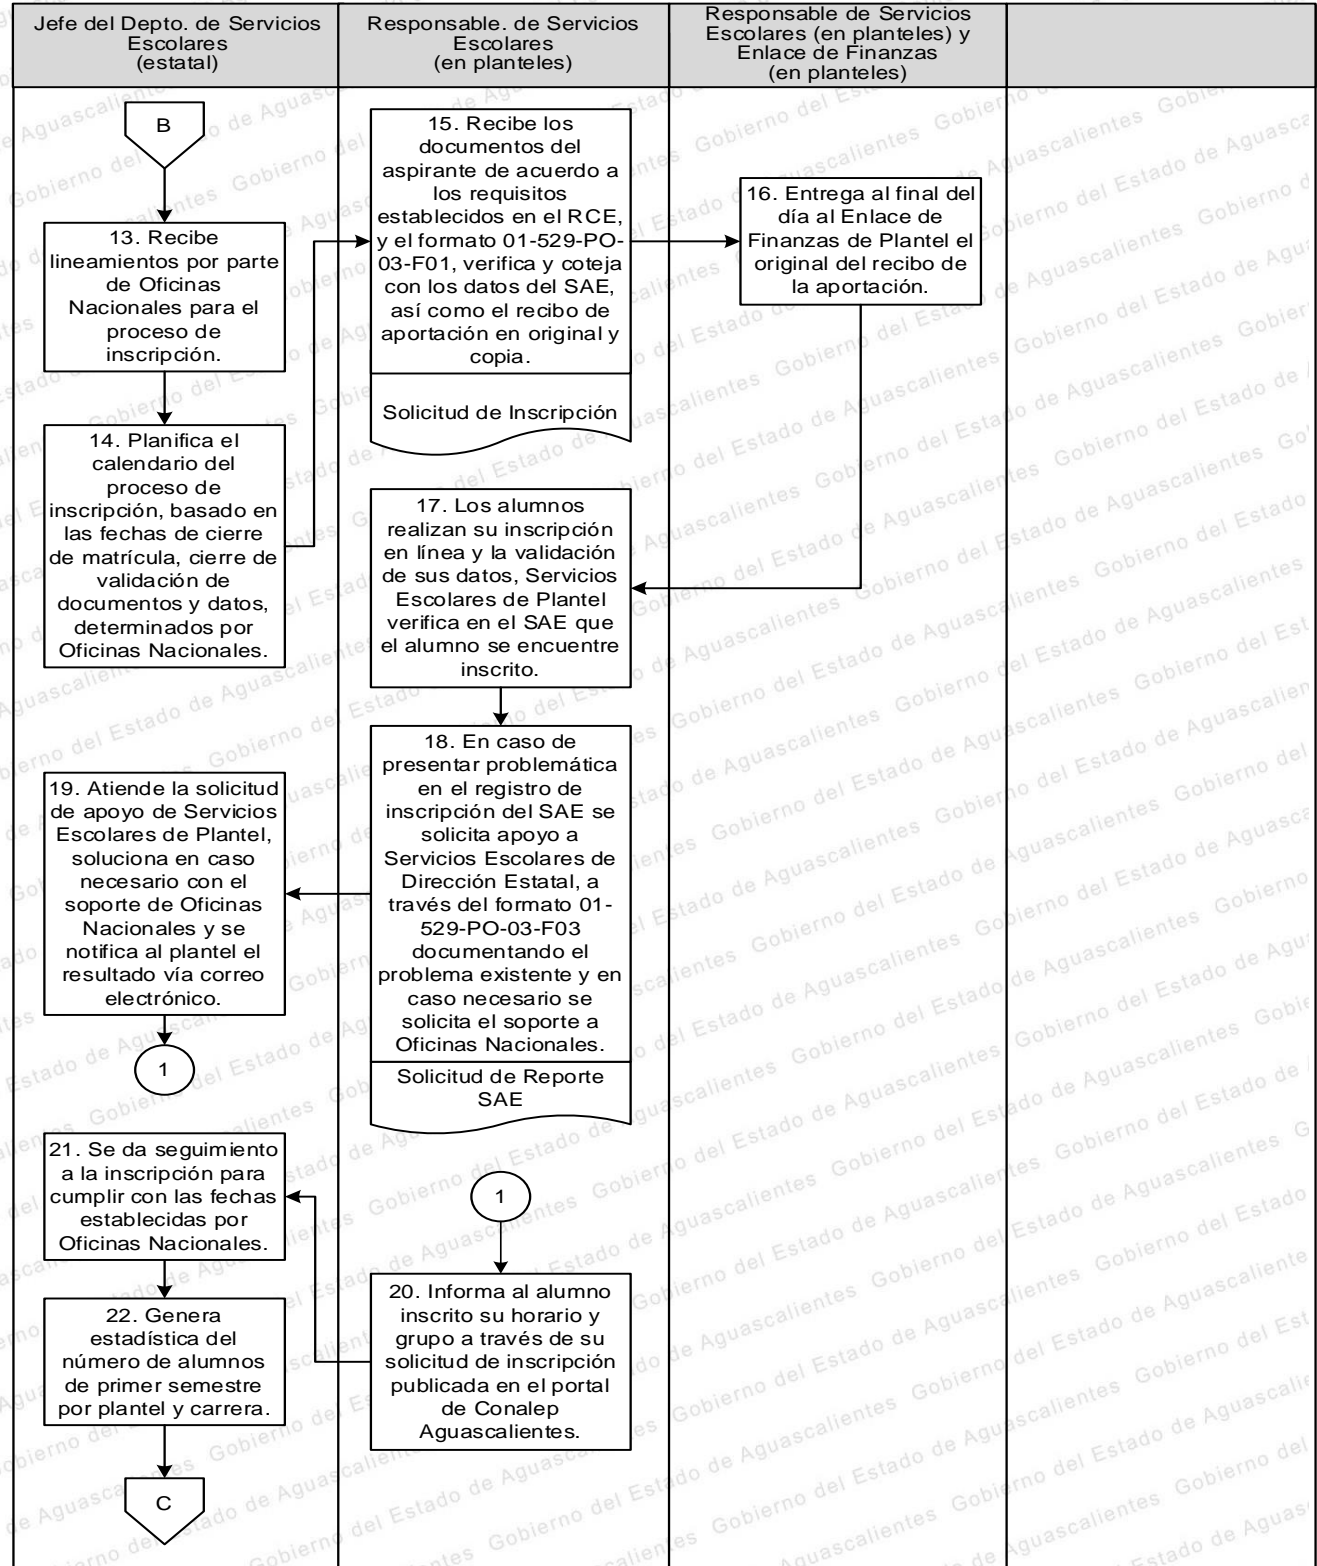 Jefe del Depto. de Servicios
Escolares
(estatal)
Responsable. de Servicios
Escolares
(en planteles)
Responsable de Servicios
Escolares (en planteles) y
Enlace de Finanzas
(en planteles)
B
13. Recibe
lineamientos por parte
de Oficinas
Nacionales para el
proceso de
inscripción.
14. Planifica el
calendario del
proceso de
inscripción, basado en
las fechas de cierre
de matrícula, cierre de
validación de
documentos y datos,
determinados por
Oficinas Nacionales.
15. Recibe los
documentos del
aspirante de acuerdo a
los requisitos
establecidos en el RCE,
y el formato 01-529-PO-
03-F01, verifica y coteja
con los datos del SAE,
así como el recibo de
aportación en original y
copia.
Solicitud de Inscripción
16. Entrega al final del
día al Enlace de
Finanzas de Plantel el
original del recibo de
la aportación.
17. Los alumnos
realizan su inscripción
en línea y la validación
de sus datos, Servicios
Escolares de Plantel
verifica en el SAE que
el alumno se encuentre
inscrito.
18. En caso de
presentar problemática
en el registro de
inscripción del SAE se
solicita apoyo a
Servicios Escolares de
Dirección Estatal, a
través del formato 01-
529-PO-03-F03
documentando el
problema existente y en
caso necesario se
solicita el soporte a
Oficinas Nacionales.
Solicitud de Reporte
SAE
19. Atiende la solicitud
de apoyo de Servicios
Escolares de Plantel,
soluciona en caso
necesario con el
soporte de Oficinas
Nacionales y se
notifica al plantel el
resultado vía correo
electrónico.
1
1
20. Informa al alumno
inscrito su horario y
grupo a través de su
solicitud de inscripción
publicada en el portal
de Conalep
Aguascalientes.
21. Se da seguimiento
a la inscripción para
cumplir con las fechas
establecidas por
Oficinas Nacionales.
22. Genera
estadística del
número de alumnos
de primer semestre
por plantel y carrera.
C
Gobierno del Estado de Aguascalientes